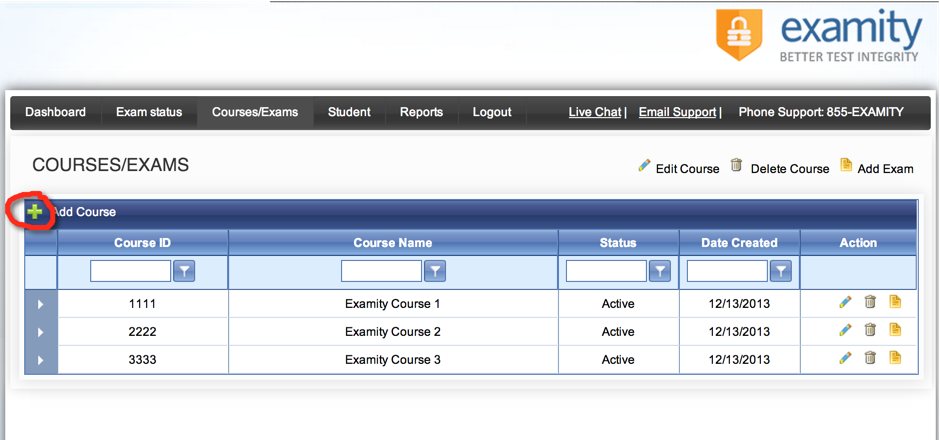 examity
BETTER TEST INTEGRITY
Dashboard Exam status Courses/Exams Student Reports Logout Live Chat | Email Support | Phone Support: 855-EXAMITY
COURSES/EXAMS
Edit Course Delete Course Add Exam
Add Course
Course ID Course Name Status Date Created Action
1111 Examity Course 1 Active 12/13/2013
2222 Examity Course 2 Active 12/13/2013
3333 Examity Course 3 Active 12/13/2013